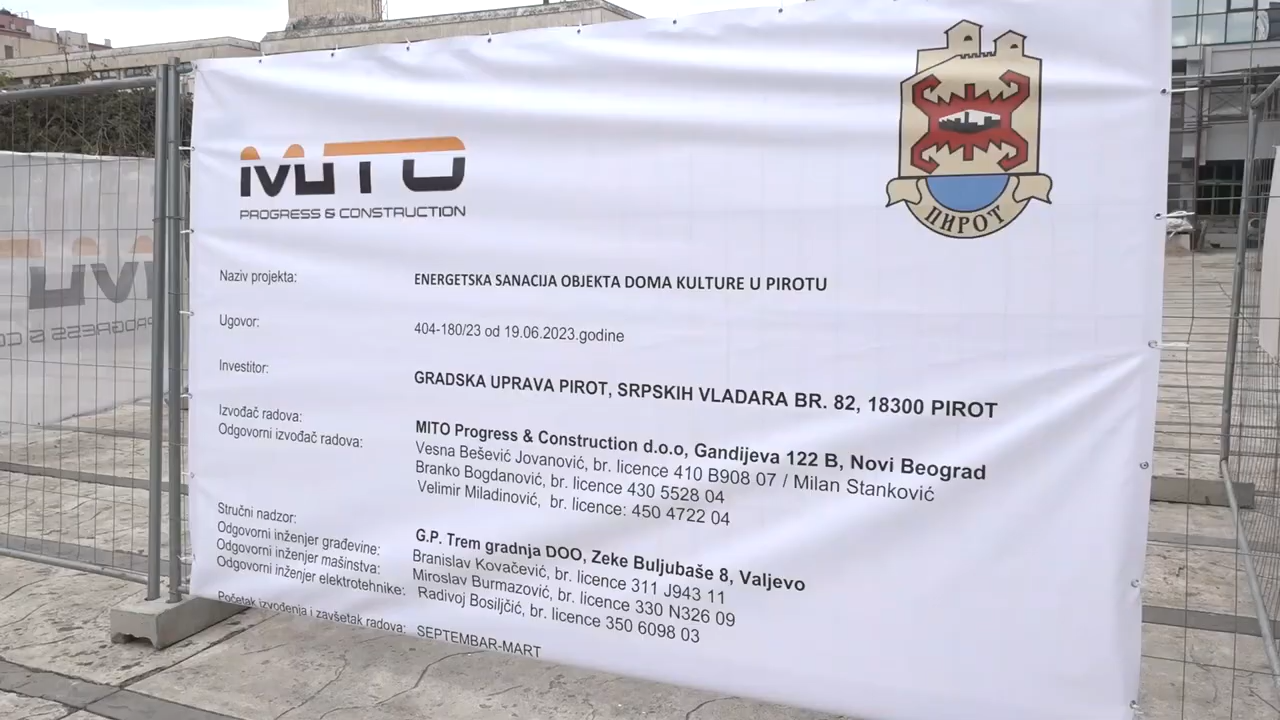 MITO
PROGRESS & CONSTRUCTION
ПИРОТ
Naziv projekta: ENERGETSKA SANACIJA OBJEKTA DOMA KULTURE U PIROTU
Ugovor: 404-180/23 od 19.06.2023.godine
Investitor: GRADSKA UPRAVA PIROT, SRPSKIH VLADARA BR. 82, 18300 PIROT
Izvođač radova: MITO Progress & Construction d.o.o, Gandijeva 122 B, Novi Beograd
Odgovorni izvođač radova: Vesna Bešević Jovanović, br. licence 410 B908 07 / Milan Stanković
Branko Bogdanović, br. licence 430 5528 04
Velimir Miladinović, br. licence: 450 4722 04
Stručni nadzor: G.P. Trem gradnja DOO, Zeke Buljubaše 8, Valjevo
Odgovorni inženjer građevine: Branislav Kovačević, br. licence 311 J943 11
Odgovorni inženjer mašinstva: Miroslav Burmazović, br. licence 330 N326 09
Odgovorni inženjer elektrotehnike: Radivoj Bosiljčić, br. licence 350 6098 03
Početak izvođenja i završetak radova: SEPTEMBAR-MART